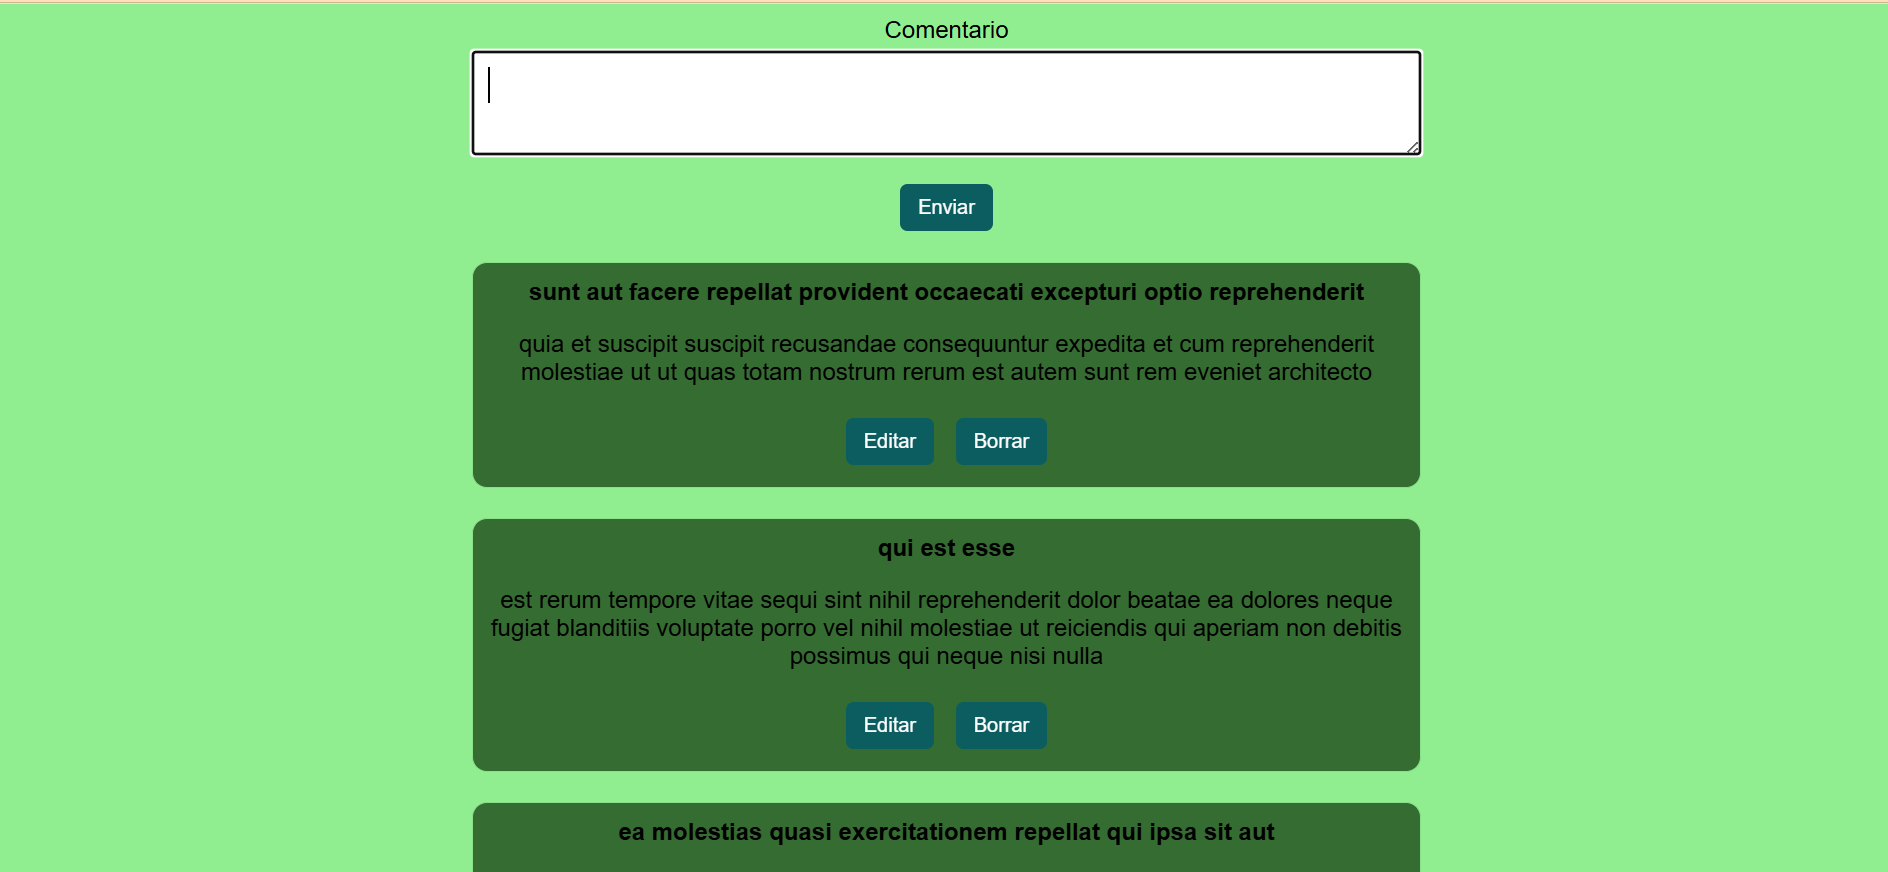 Comentario
Enviar
sunt aut facere repellat provident occaecati excepturi optio reprehenderit
quia et suscipit suscipit recusandae consequuntur expedita et cum reprehenderit
molestiae ut ut quas totam nostrum rerum est autem sunt rem eveniet architecto
Editar Borrar
qui est esse
est rerum tempore vitae sequi sint nihil reprehenderit dolor beatae ea dolores neque
fugiat blanditiis voluptate porro vel nihil molestiae ut reiciendis qui aperiam non debitis
possimus qui neque nisi nulla
Editar Borrar
ea molestias quasi exercitationem repellat qui ipsa sit aut